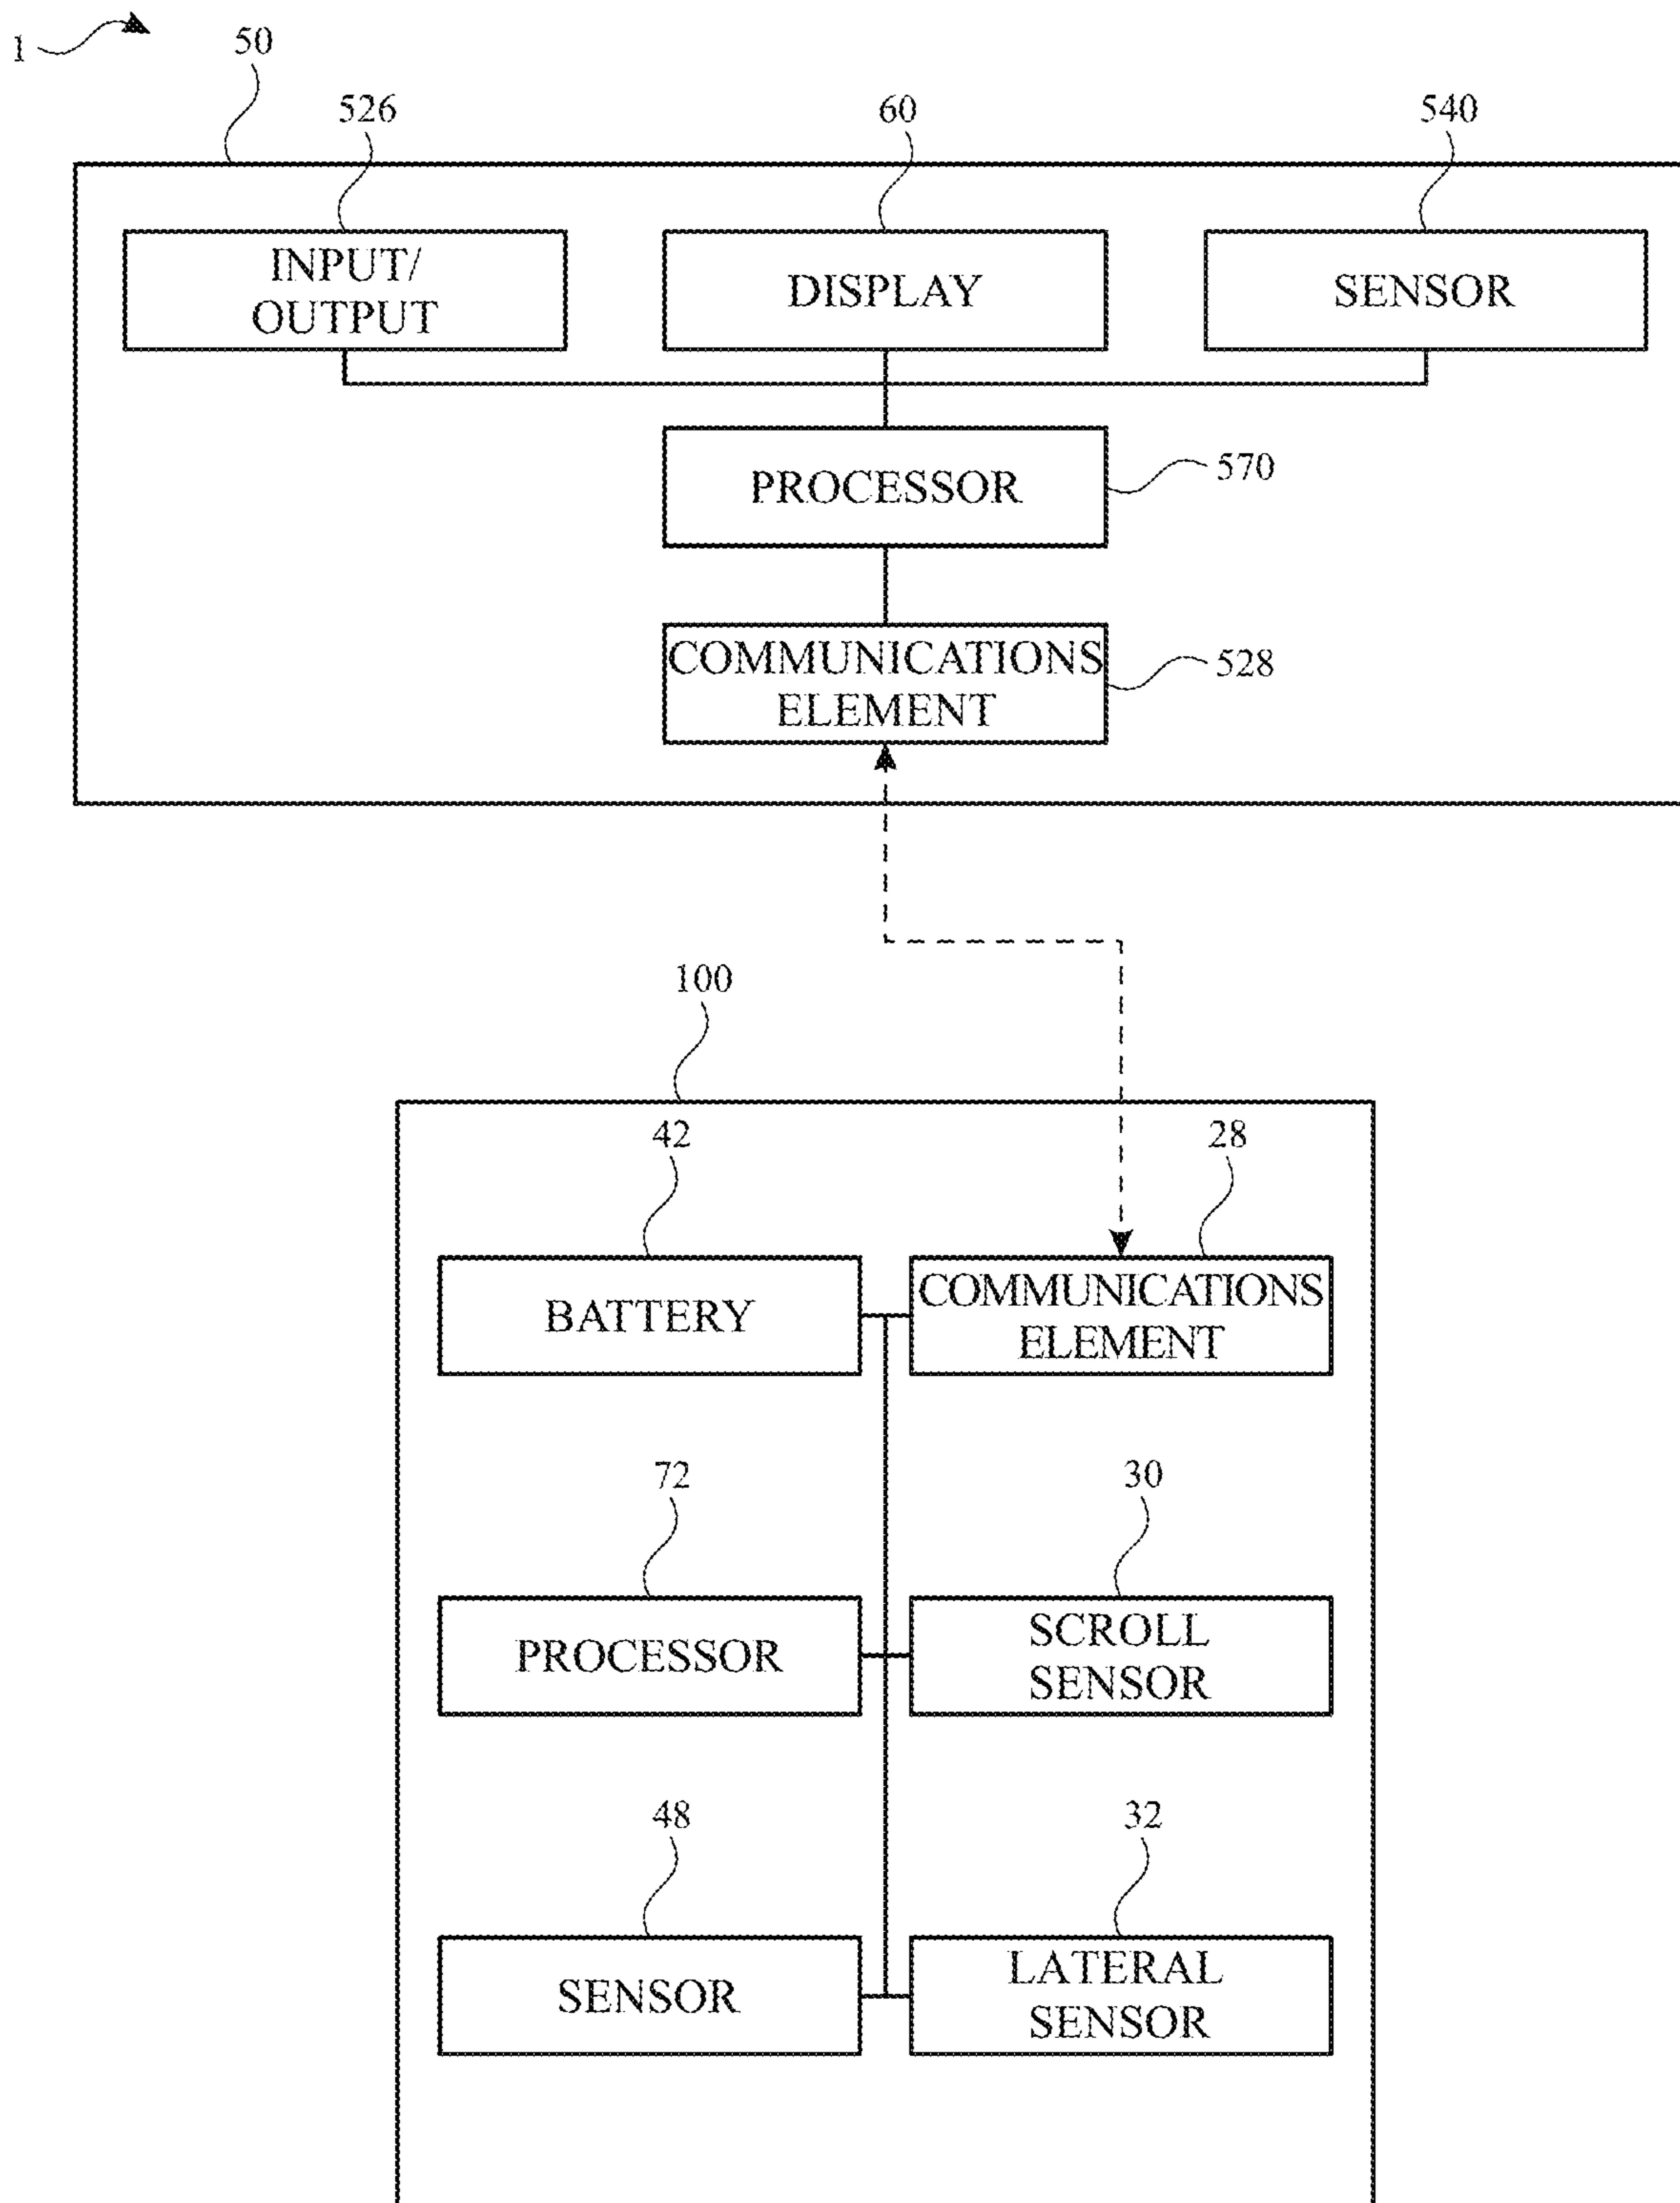 1
50
526
60
540
INPUT/
OUTPUT
DISPLAY
SENSOR
PROCESSOR
570
COMMUNICATIONS
ELEMENT
528
100
42
28
BATTERY
COMMUNICATIONS
ELEMENT
72
30
PROCESSOR
SCROLL
SENSOR
48
32
SENSOR
LATERAL
SENSOR